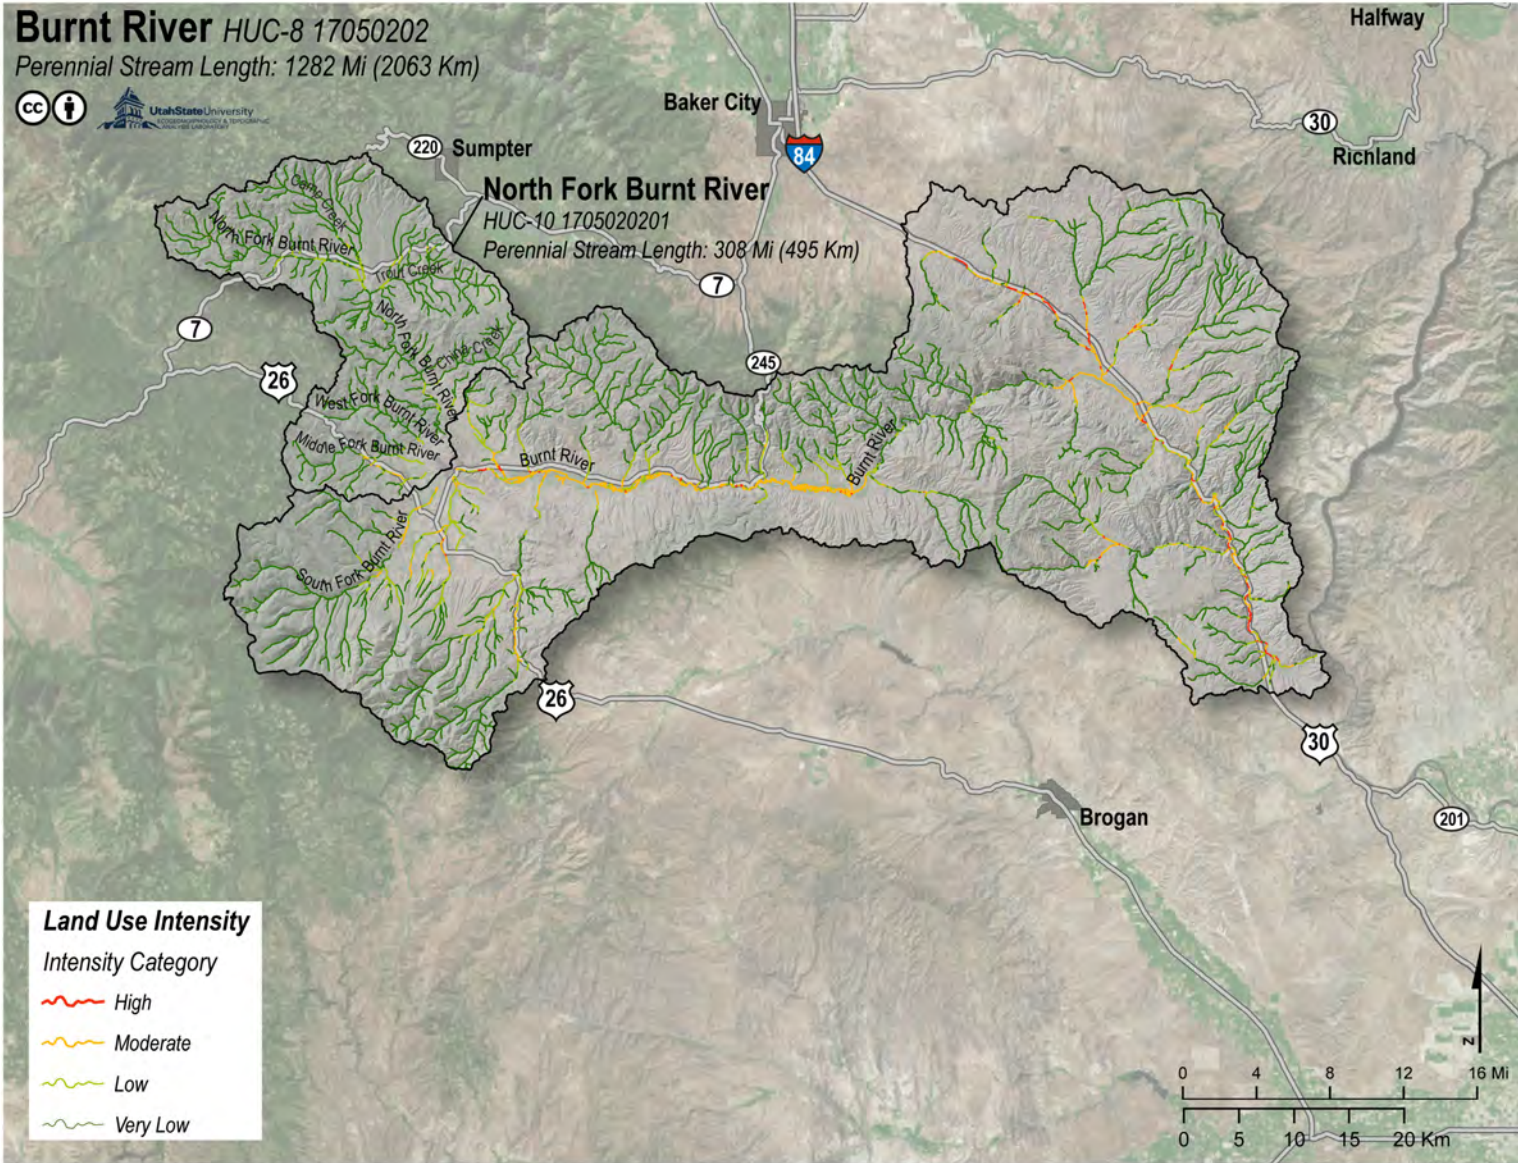 Burnt River HUC-8 17050202
Perennial Stream Length: 1282 Mi (2063 Km)
cc
UtahStateUniversity
ECOGEOMORPHOLOGY & TOPOGRAPHIC
ANALYSIS LABORATORY
Halfway
Baker City
30
Richland
84
220 Sumpter
North Fork Burnt River
HUC-10 1705020201
Perennial Stream Length: 308 Mi (495 Km)
Camp Creek
North Fork Burnt River
Trout Creek
7
7
North Fork Burnt River
China Creek
245
26
West Fork Burnt River
Middle Fork Burnt River
Burnt River
Burnt River
South Fork Burnt River
26
30
Brogan
201
Land Use Intensity
Intensity Category
High
Moderate
Low
Very Low
N
0 4 8 12 16 Mi
0 5 10 15 20 Km